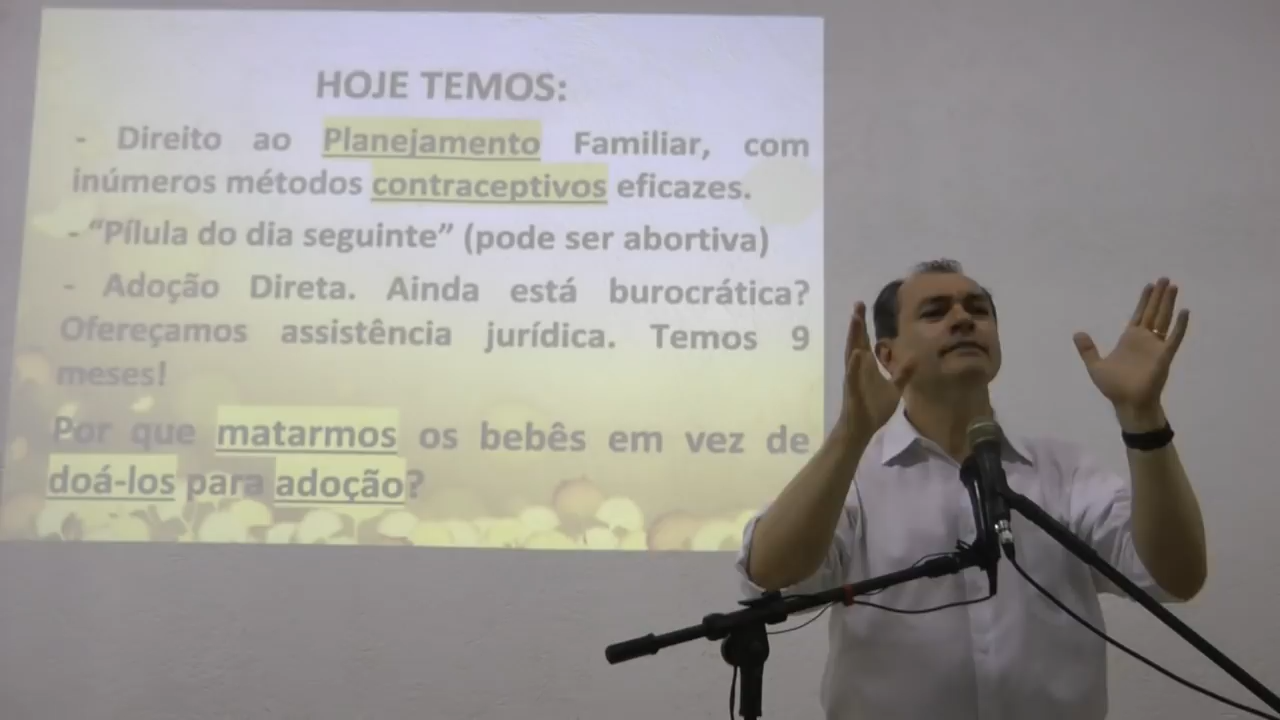 HOJE TEMOS:
- Direito ao Planejamento Familiar, com
inúmeros métodos contraceptivos eficazes.
- “Pílula do dia seguinte” (pode ser abortiva)
- Adoção Direta. Ainda está burocrática?
Ofereçamos assistência jurídica. Temos 9
meses!
Por que matarmos os bebês em vez de
doá-los para adoção?